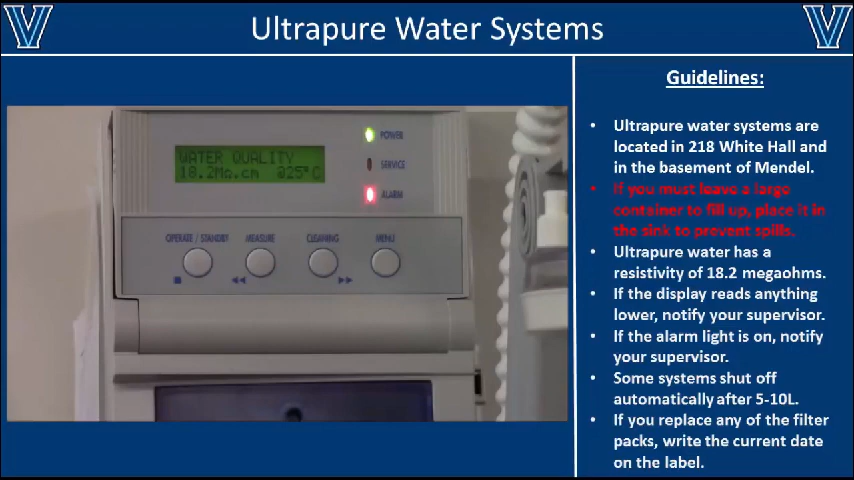 Ultrapure Water Systems
WATER QUALITY
18.2MΩ.cm @25°C
POWER
SERVICE
ALARM
OPERATE / STANDBY
MEASURE
CLEANING
MENU
Guidelines:
• Ultrapure water systems are
located in 218 White Hall and
in the basement of Mendel.
• If you must leave a large
container to fill up, place it in
the sink to prevent spills.
• Ultrapure water has a
resistivity of 18.2 megaohms.
• If the display reads anything
lower, notify your supervisor.
• If the alarm light is on, notify
your supervisor.
• Some systems shut off
automatically after 5-10L.
• If you replace any of the filter
packs, write the current date
on the label.